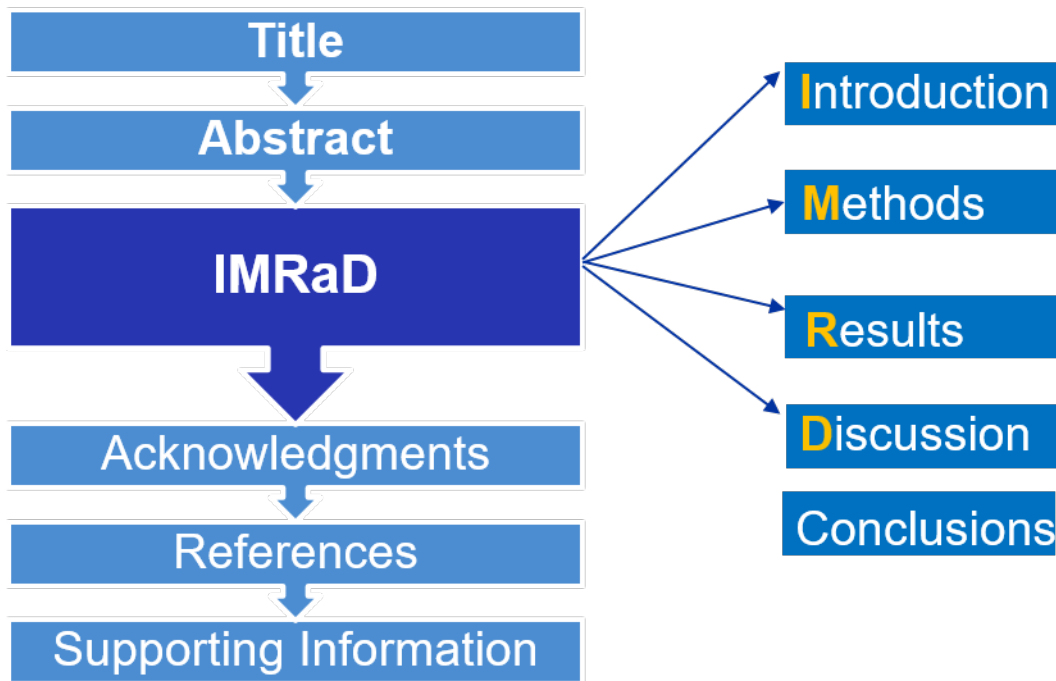 Title
Abstract
IMRaD
Acknowledgments
References
Supporting Information
Introduction
Methods
Results
Discussion
Conclusions